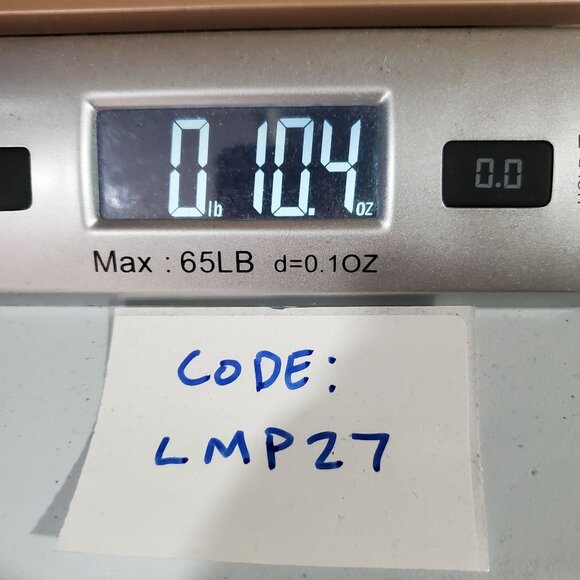 0 lb 10.4 oz
0.0
Max : 65LB d=0.1OZ
CODE:
LMP27